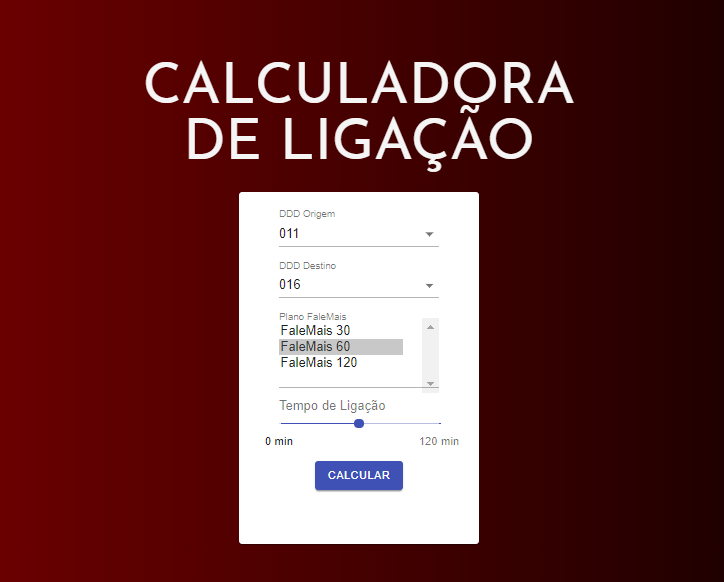 CALCULADORA
DE LIGAÇÃO
DDD Origem
011
DDD Destino
016
Plano FaleMais
FaleMais 30
FaleMais 60
FaleMais 120
Tempo de Ligação
0 min 120 min
CALCULAR